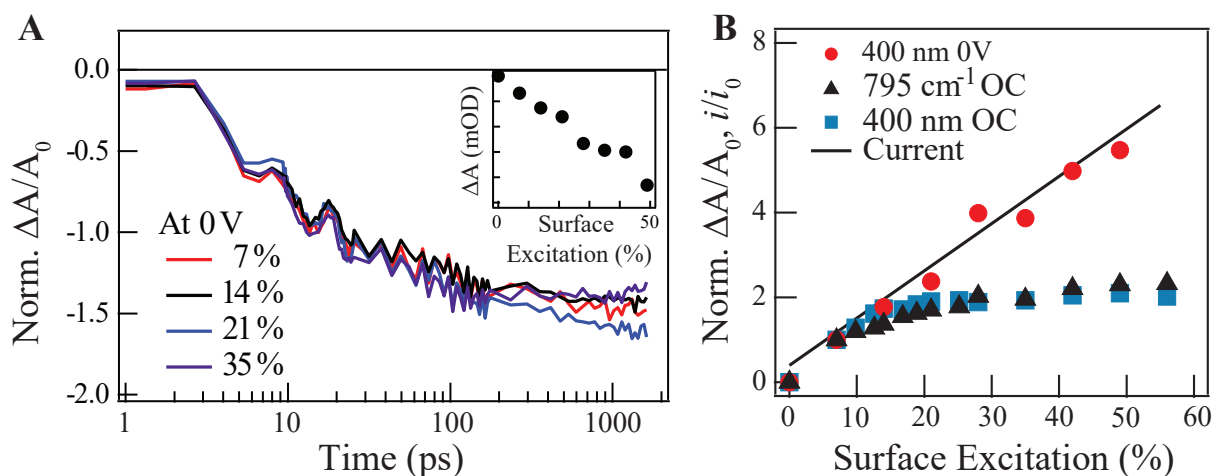 A
Norm. ΔA/A₀
0.0
-0.5
-1.0
-1.5
-2.0
At 0 V
7 %
14 %
21 %
35 %
1
10
100
1000
Time (ps)
ΔA (mOD)
0
50
Surface
Excitation (%)
B
Norm. ΔA/A₀, i/i₀
8
6
4
2
0
400 nm 0V
795 cm⁻¹ OC
400 nm OC
Current
0
10
20
30
40
50
60
Surface Excitation (%)